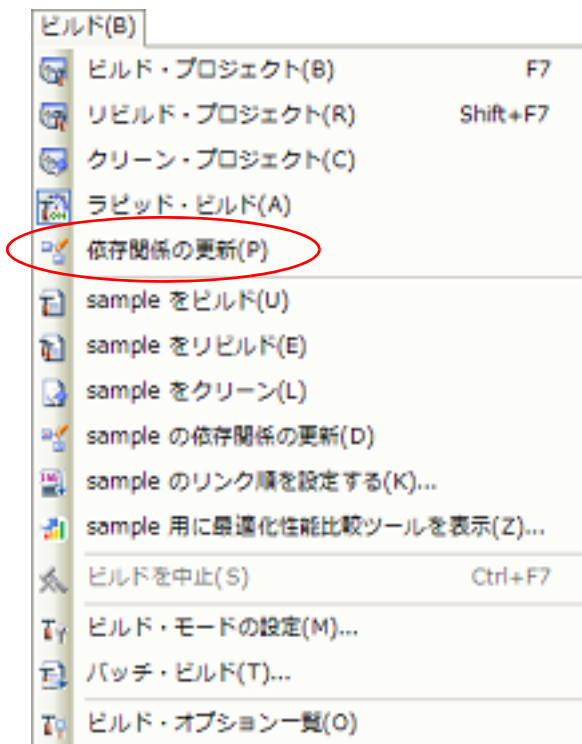 ビルド(B)
ビルド・プロジェクト(B) F7
リビルド・プロジェクト(R) Shift+F7
クリーン・プロジェクト(C)
ラピッド・ビルド(A)
依存関係の更新(P)
sample をビルド(U)
sample をリビルド(E)
sample をクリーン(L)
sample の依存関係の更新(D)
sample のリンク順を設定する(K)...
sample 用に最適化性能比較ツールを表示(Z)...
ビルドを中止(S) Ctrl+F7
ビルド・モードの設定(M)...
バッチ・ビルド(T)...
ビルド・オプション一覧(O)